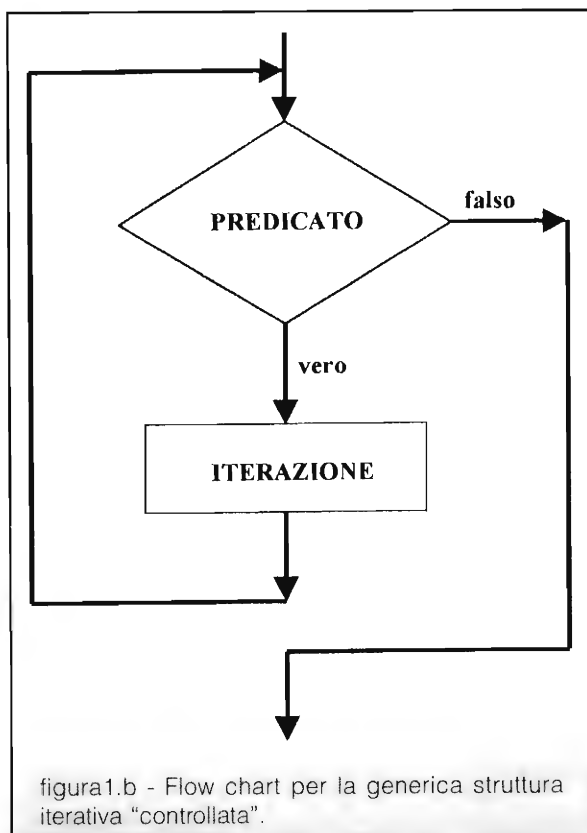 PREDICATO
falso
vero
ITERAZIONE
figura1.b - Flow chart per la generica struttura
iterativa "controllata".